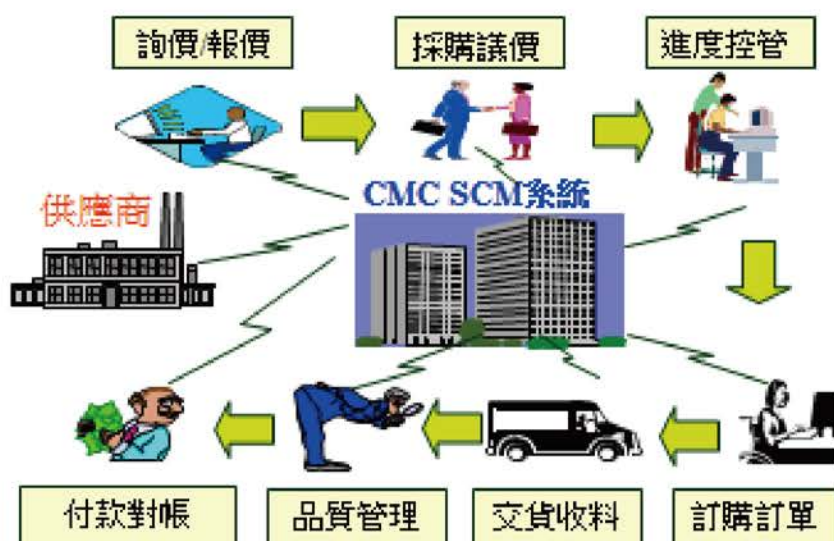 詢價/報價
採購議價
進度控管
供應商
CMC SCM系統
付款對帳
品質管理
交貨收料
訂購訂單